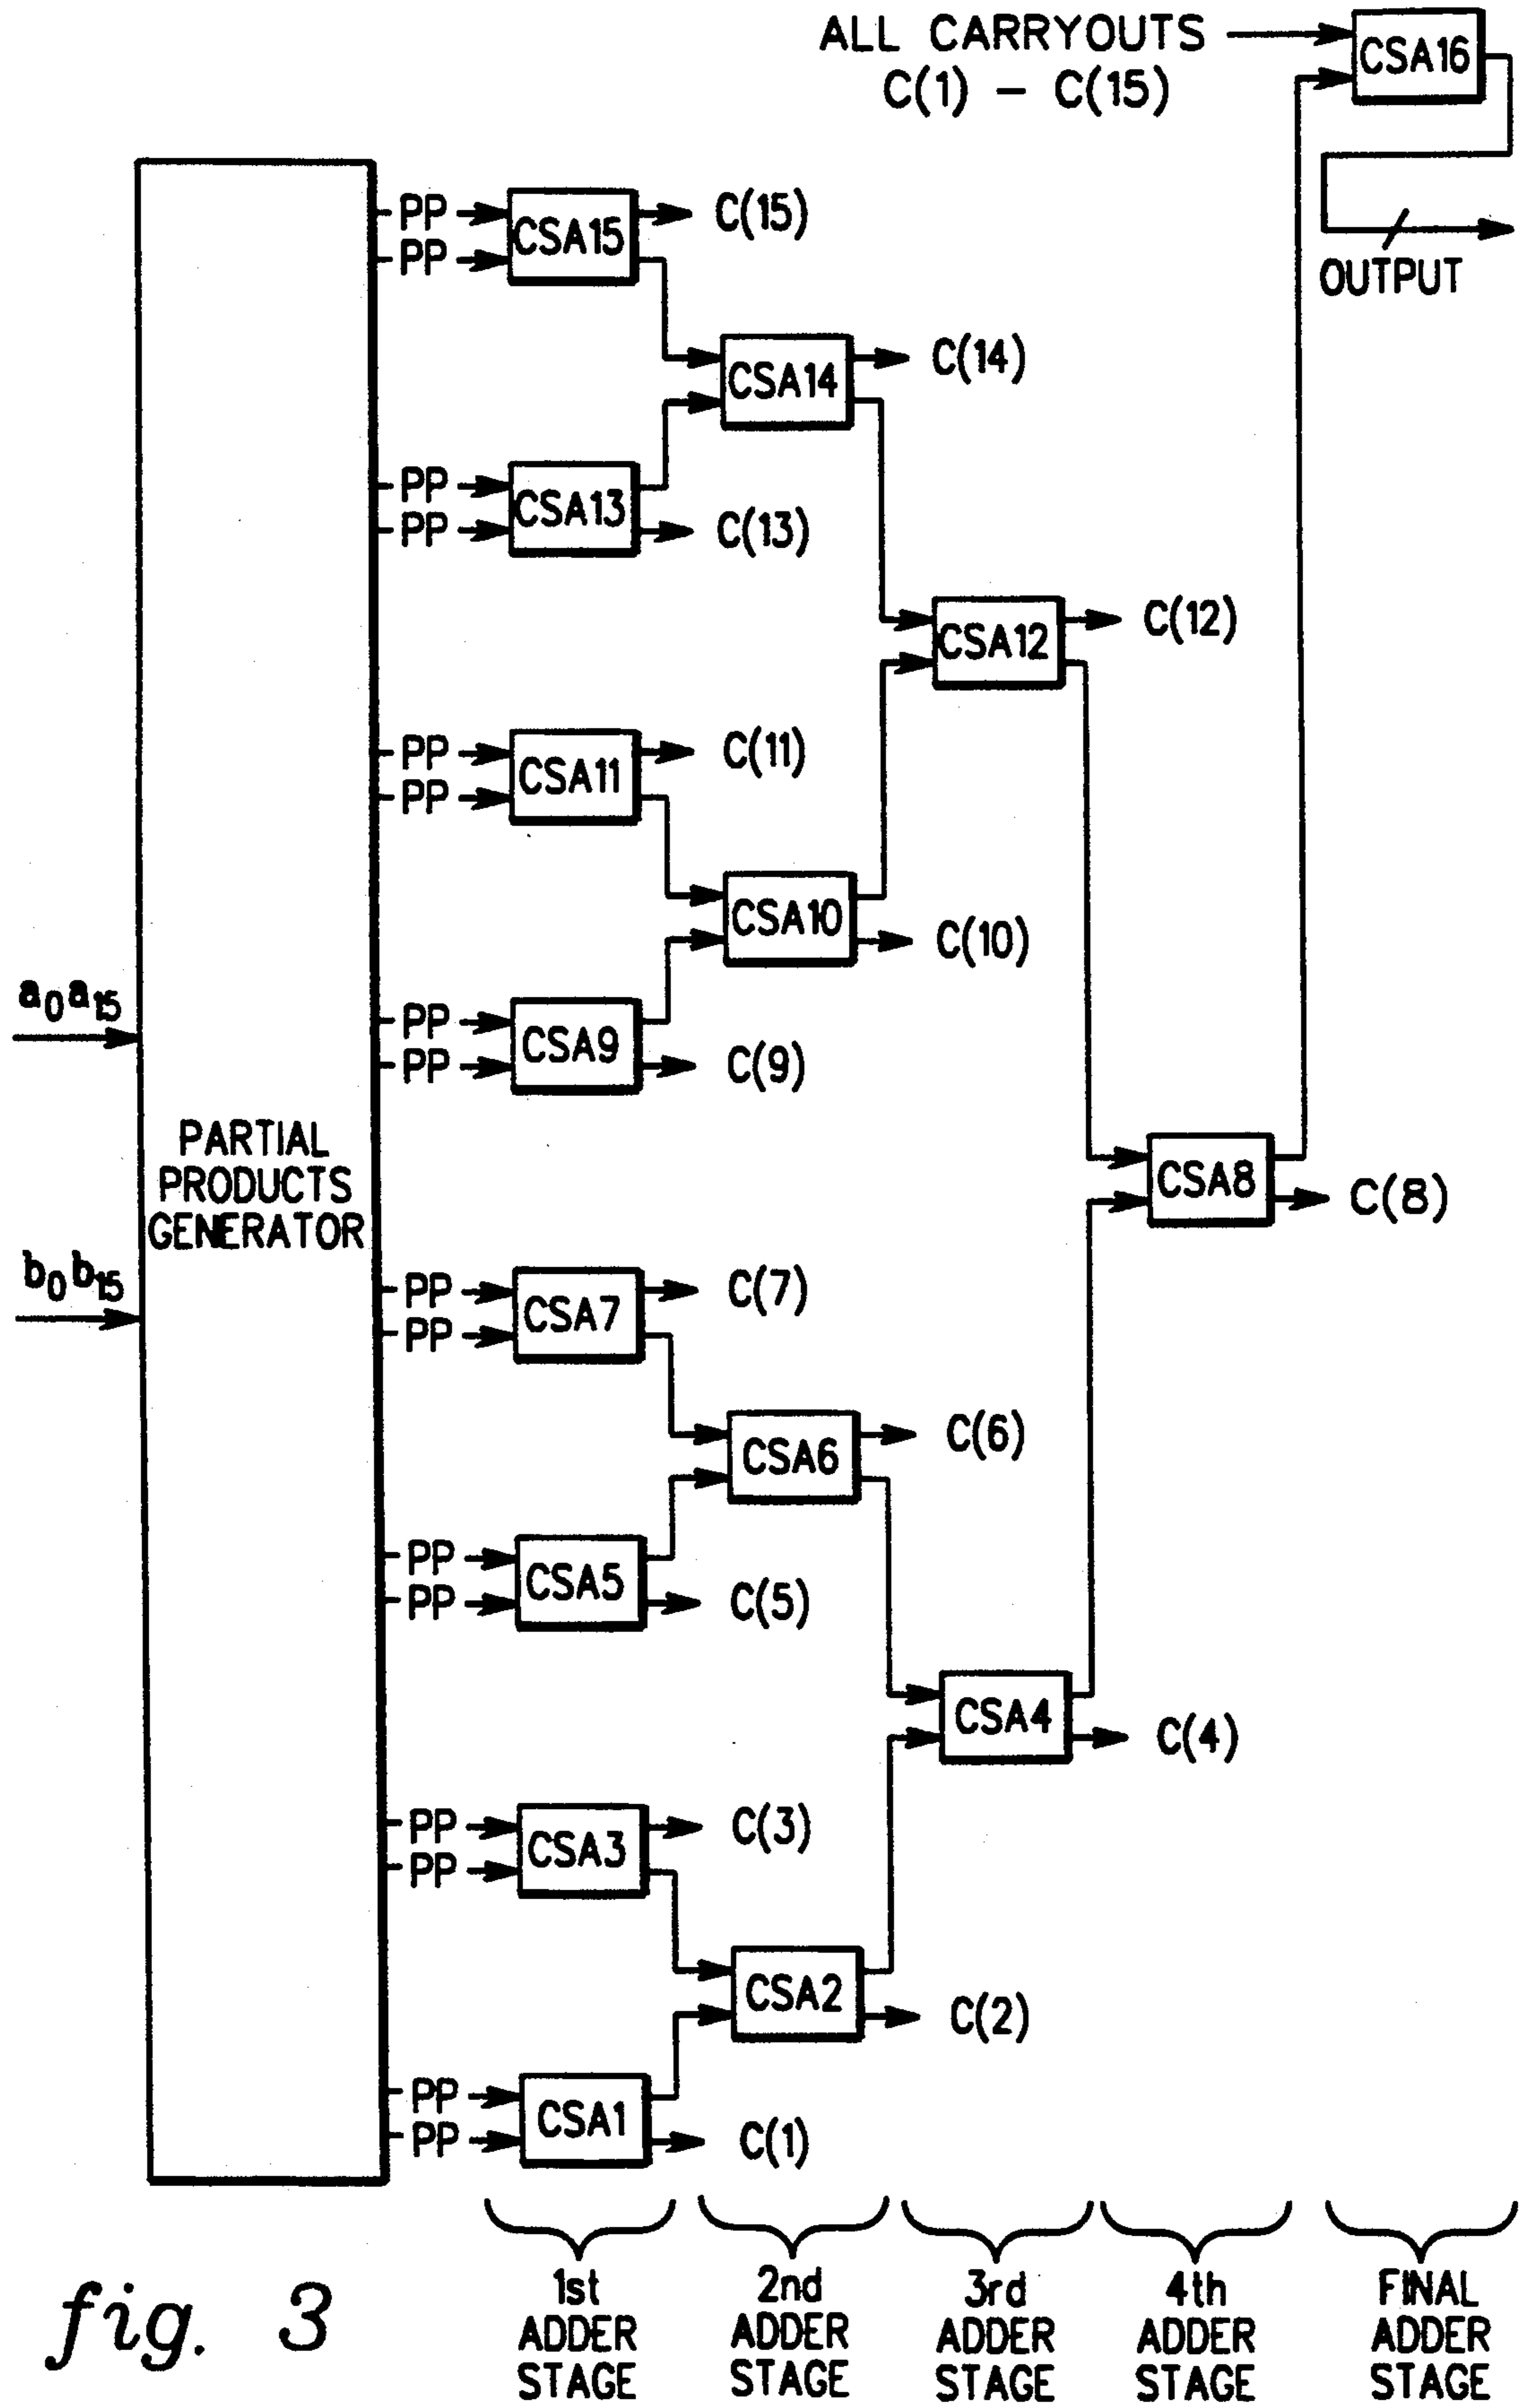 ALL CARRYOUTS
C(1) – C(15)
CSA16
OUTPUT
PP
PP
CSA15
C(15)
CSA14
C(14)
PP
PP
CSA13
C(13)
CSA12
C(12)
PP
PP
CSA11
C(11)
CSA10
C(10)
a0a15
PP
PP
CSA9
C(9)
PARTIAL
PRODUCTS
GENERATOR
CSA8
C(8)
b0b15
PP
PP
CSA7
C(7)
CSA6
C(6)
PP
PP
CSA5
C(5)
CSA4
C(4)
PP
PP
CSA3
C(3)
CSA2
C(2)
PP
PP
CSA1
C(1)
1st
ADDER
STAGE
2nd
ADDER
STAGE
3rd
ADDER
STAGE
4th
ADDER
STAGE
FINAL
ADDER
STAGE
fig. 3